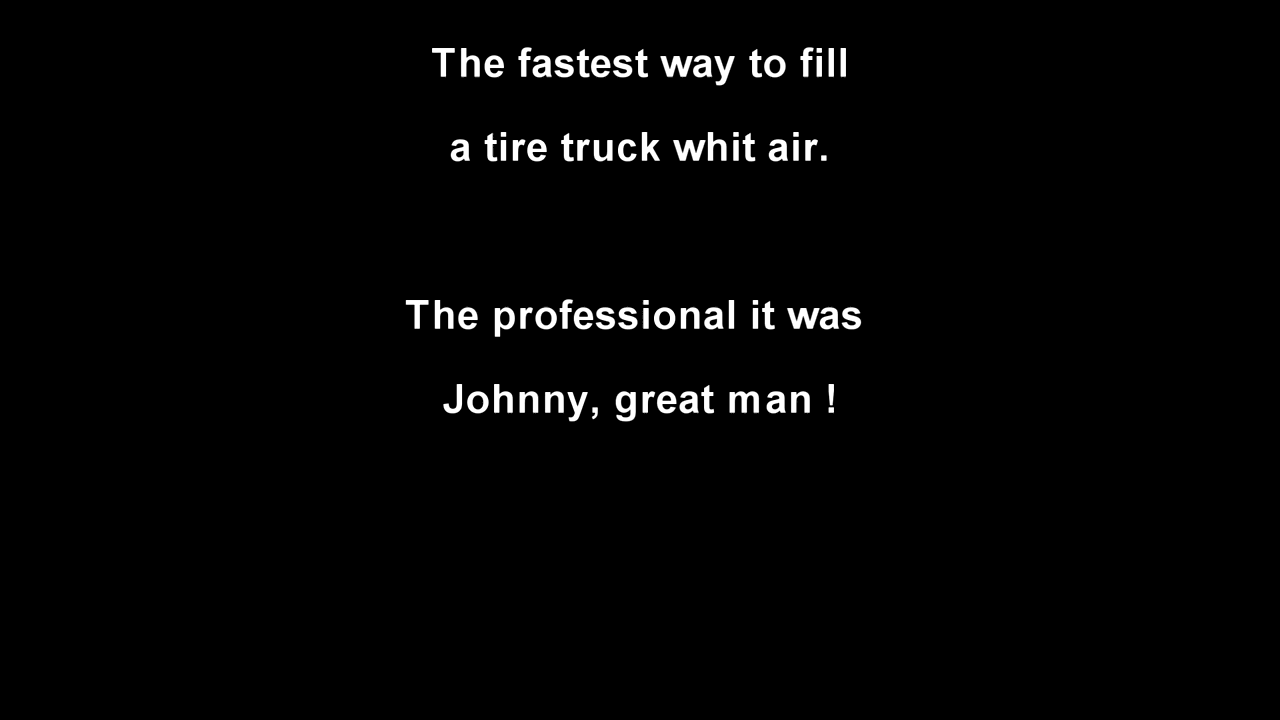 The fastest way to fill
a tire truck whit air.
The professional it was
Johnny, great man !